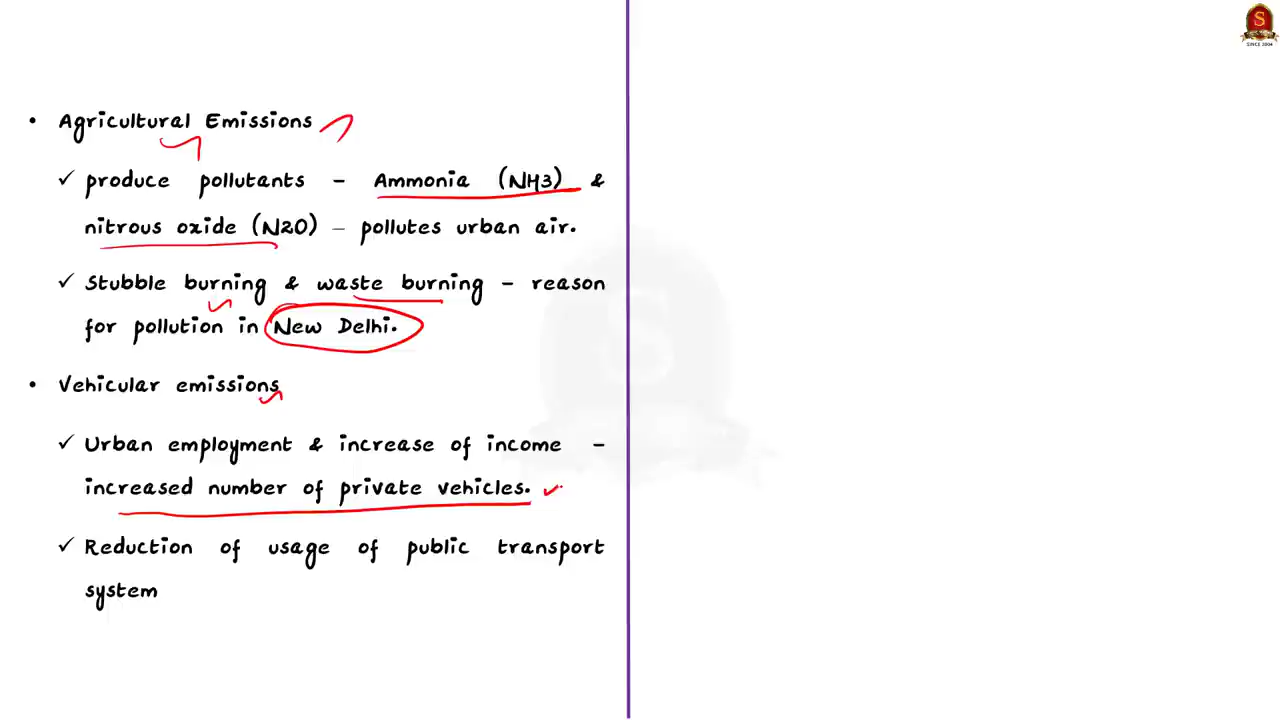 S
SINCE 2004
• Agricultural Emissions
✓ produce pollutants - Ammonia (NH3) &
nitrous oxide (N2O) – pollutes urban air.
✓ Stubble burning & waste burning - reason
for pollution in New Delhi.
• Vehicular emissions
✓ Urban employment & increase of income -
increased number of private vehicles.
✓ Reduction of usage of public transport
system